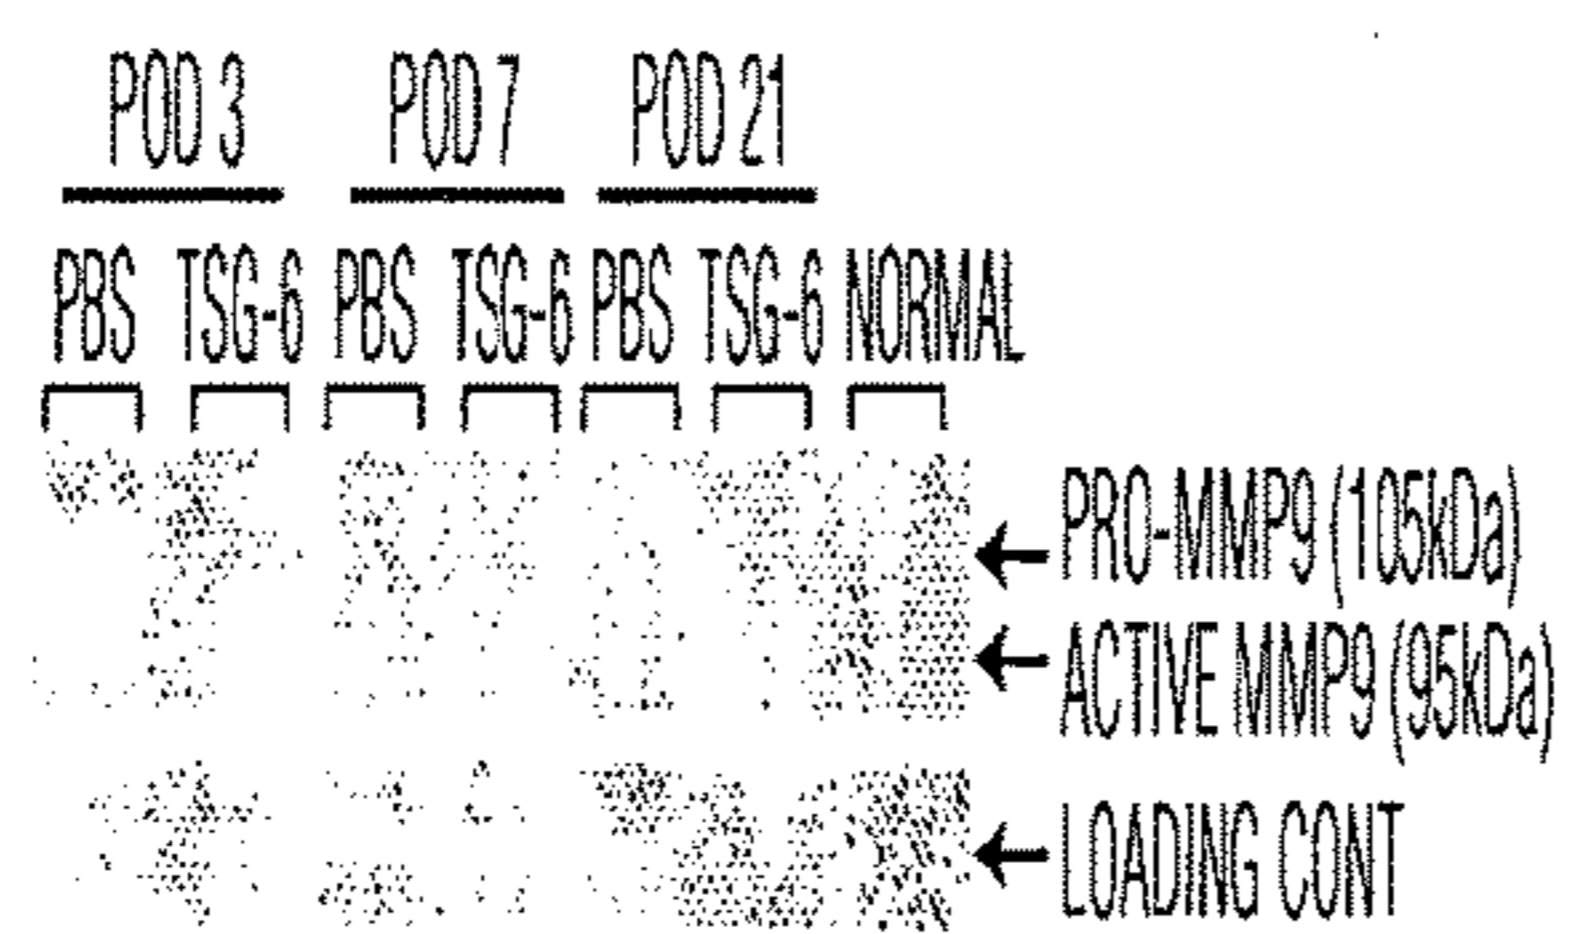 POD 3 POD 7 POD 21
PBS TSG-6 PBS TSG-6 PBS TSG-6 NORMAL
PRO-MMP9 (105kDa)
ACTIVE MMP9 (95kDa)
LOADING CONT